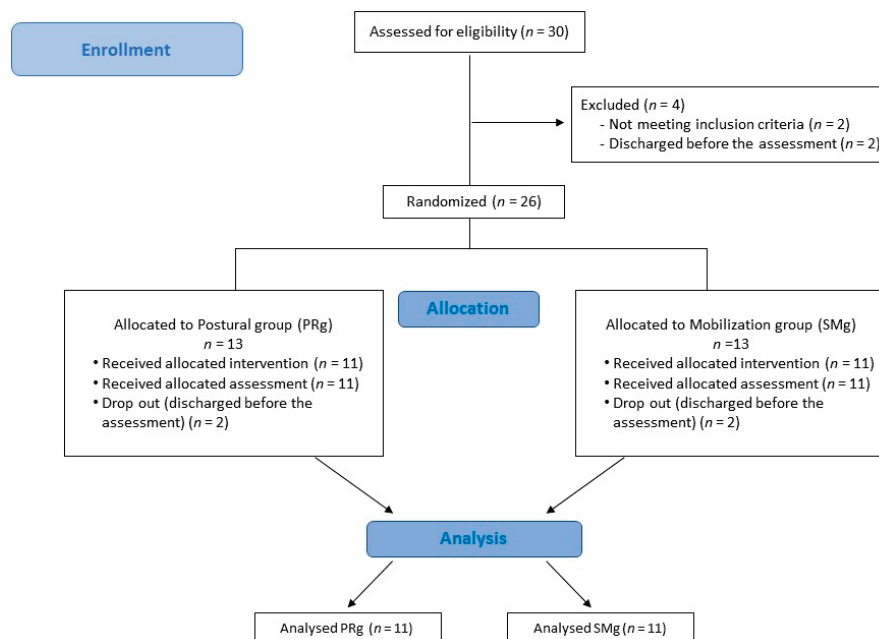 Enrollment
Assessed for eligibility (n = 30)
Excluded (n = 4)
- Not meeting inclusion criteria (n = 2)
- Discharged before the assessment (n = 2)
Randomized (n = 26)
Allocation
Allocated to Postural group (PRg)
n = 13
• Received allocated intervention (n = 11)
• Received allocated assessment (n = 11)
• Drop out (discharged before the
assessment) (n = 2)
Allocated to Mobilization group (SMg)
n =13
• Received allocated intervention (n = 11)
• Received allocated assessment (n = 11)
• Drop out (discharged before the
assessment) (n = 2)
Analysis
Analysed PRg (n = 11)
Analysed SMg (n = 11)